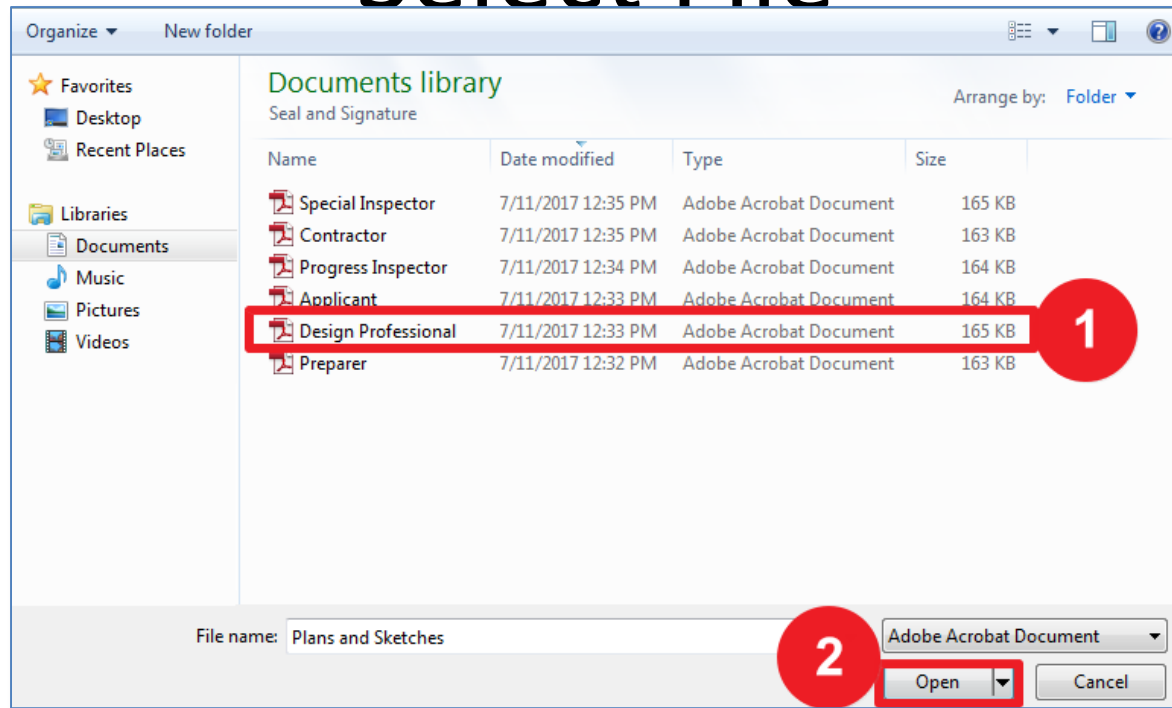 Select File
Organize New folder
Favorites
Desktop
Recent Places
Libraries
Documents
Music
Pictures
Videos
Documents library
Seal and Signature
Arrange by: Folder
Name Date modified Type Size
Special Inspector 7/11/2017 12:35 PM Adobe Acrobat Document 165 KB
Contractor 7/11/2017 12:35 PM Adobe Acrobat Document 163 KB
Progress Inspector 7/11/2017 12:34 PM Adobe Acrobat Document 164 KB
Applicant 7/11/2017 12:33 PM Adobe Acrobat Document 164 KB
Design Professional 7/11/2017 12:33 PM Adobe Acrobat Document 165 KB 1
Preparer 7/11/2017 12:32 PM Adobe Acrobat Document 163 KB
File name: Plans and Sketches 2 Adobe Acrobat Document
Open Cancel